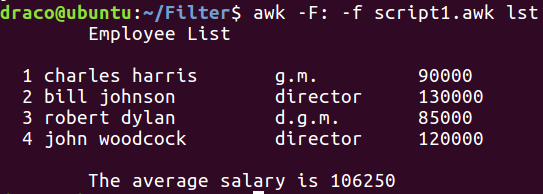 draco@ubuntu:~/Filter$ awk -F: -f script1.awk lst
Employee List
1 charles harris g.m. 90000
2 bill johnson director 130000
3 robert dylan d.g.m. 85000
4 john woodcock director 120000
The average salary is 106250